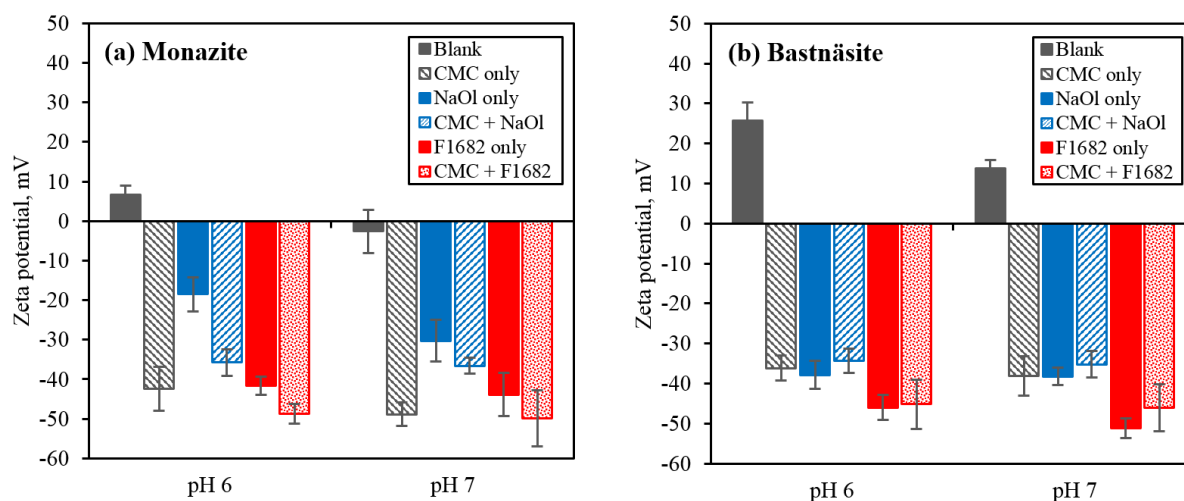 (a) Monazite
Blank
CMC only
NaOl only
CMC + NaOl
F1682 only
CMC + F1682
Zeta potential, mV
50
40
30
20
10
0
-10
-20
-30
-40
-50
-60
pH 6
pH 7
(b) Bastnäsite
Blank
CMC only
NaOl only
CMC + NaOl
F1682 only
CMC + F1682
Zeta potential, mV
50
40
30
20
10
0
-10
-20
-30
-40
-50
-60
pH 6
pH 7